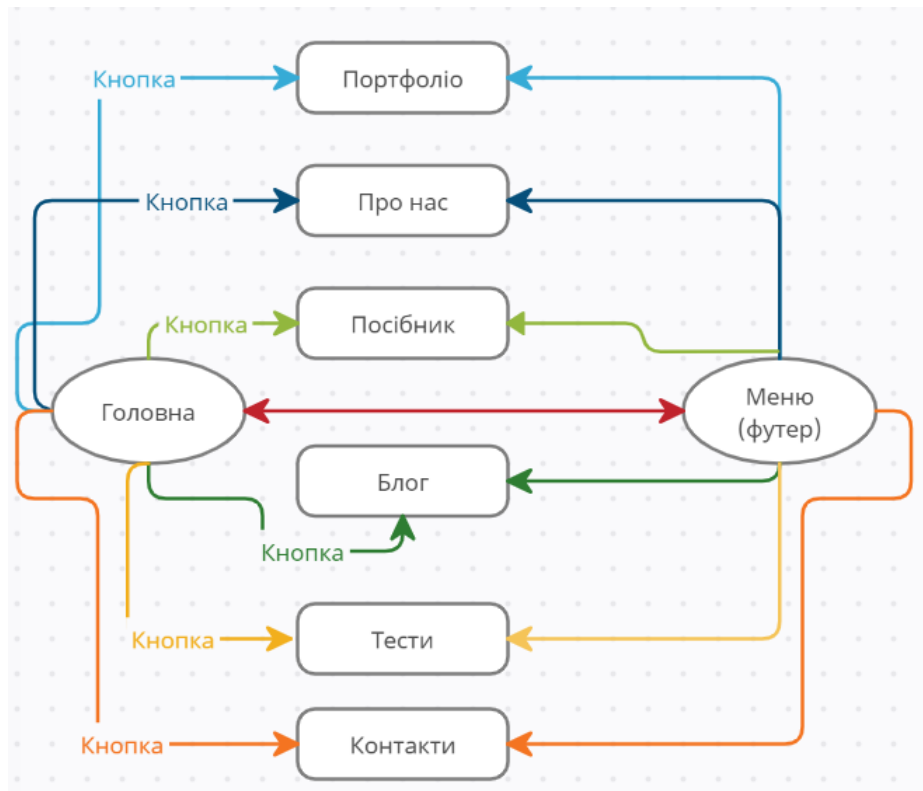 Кнопка
Портфоліо
Кнопка
Про нас
Кнопка
Посібник
Головна
Меню
(футер)
Блог
Кнопка
Кнопка
Тести
Кнопка
Контакти